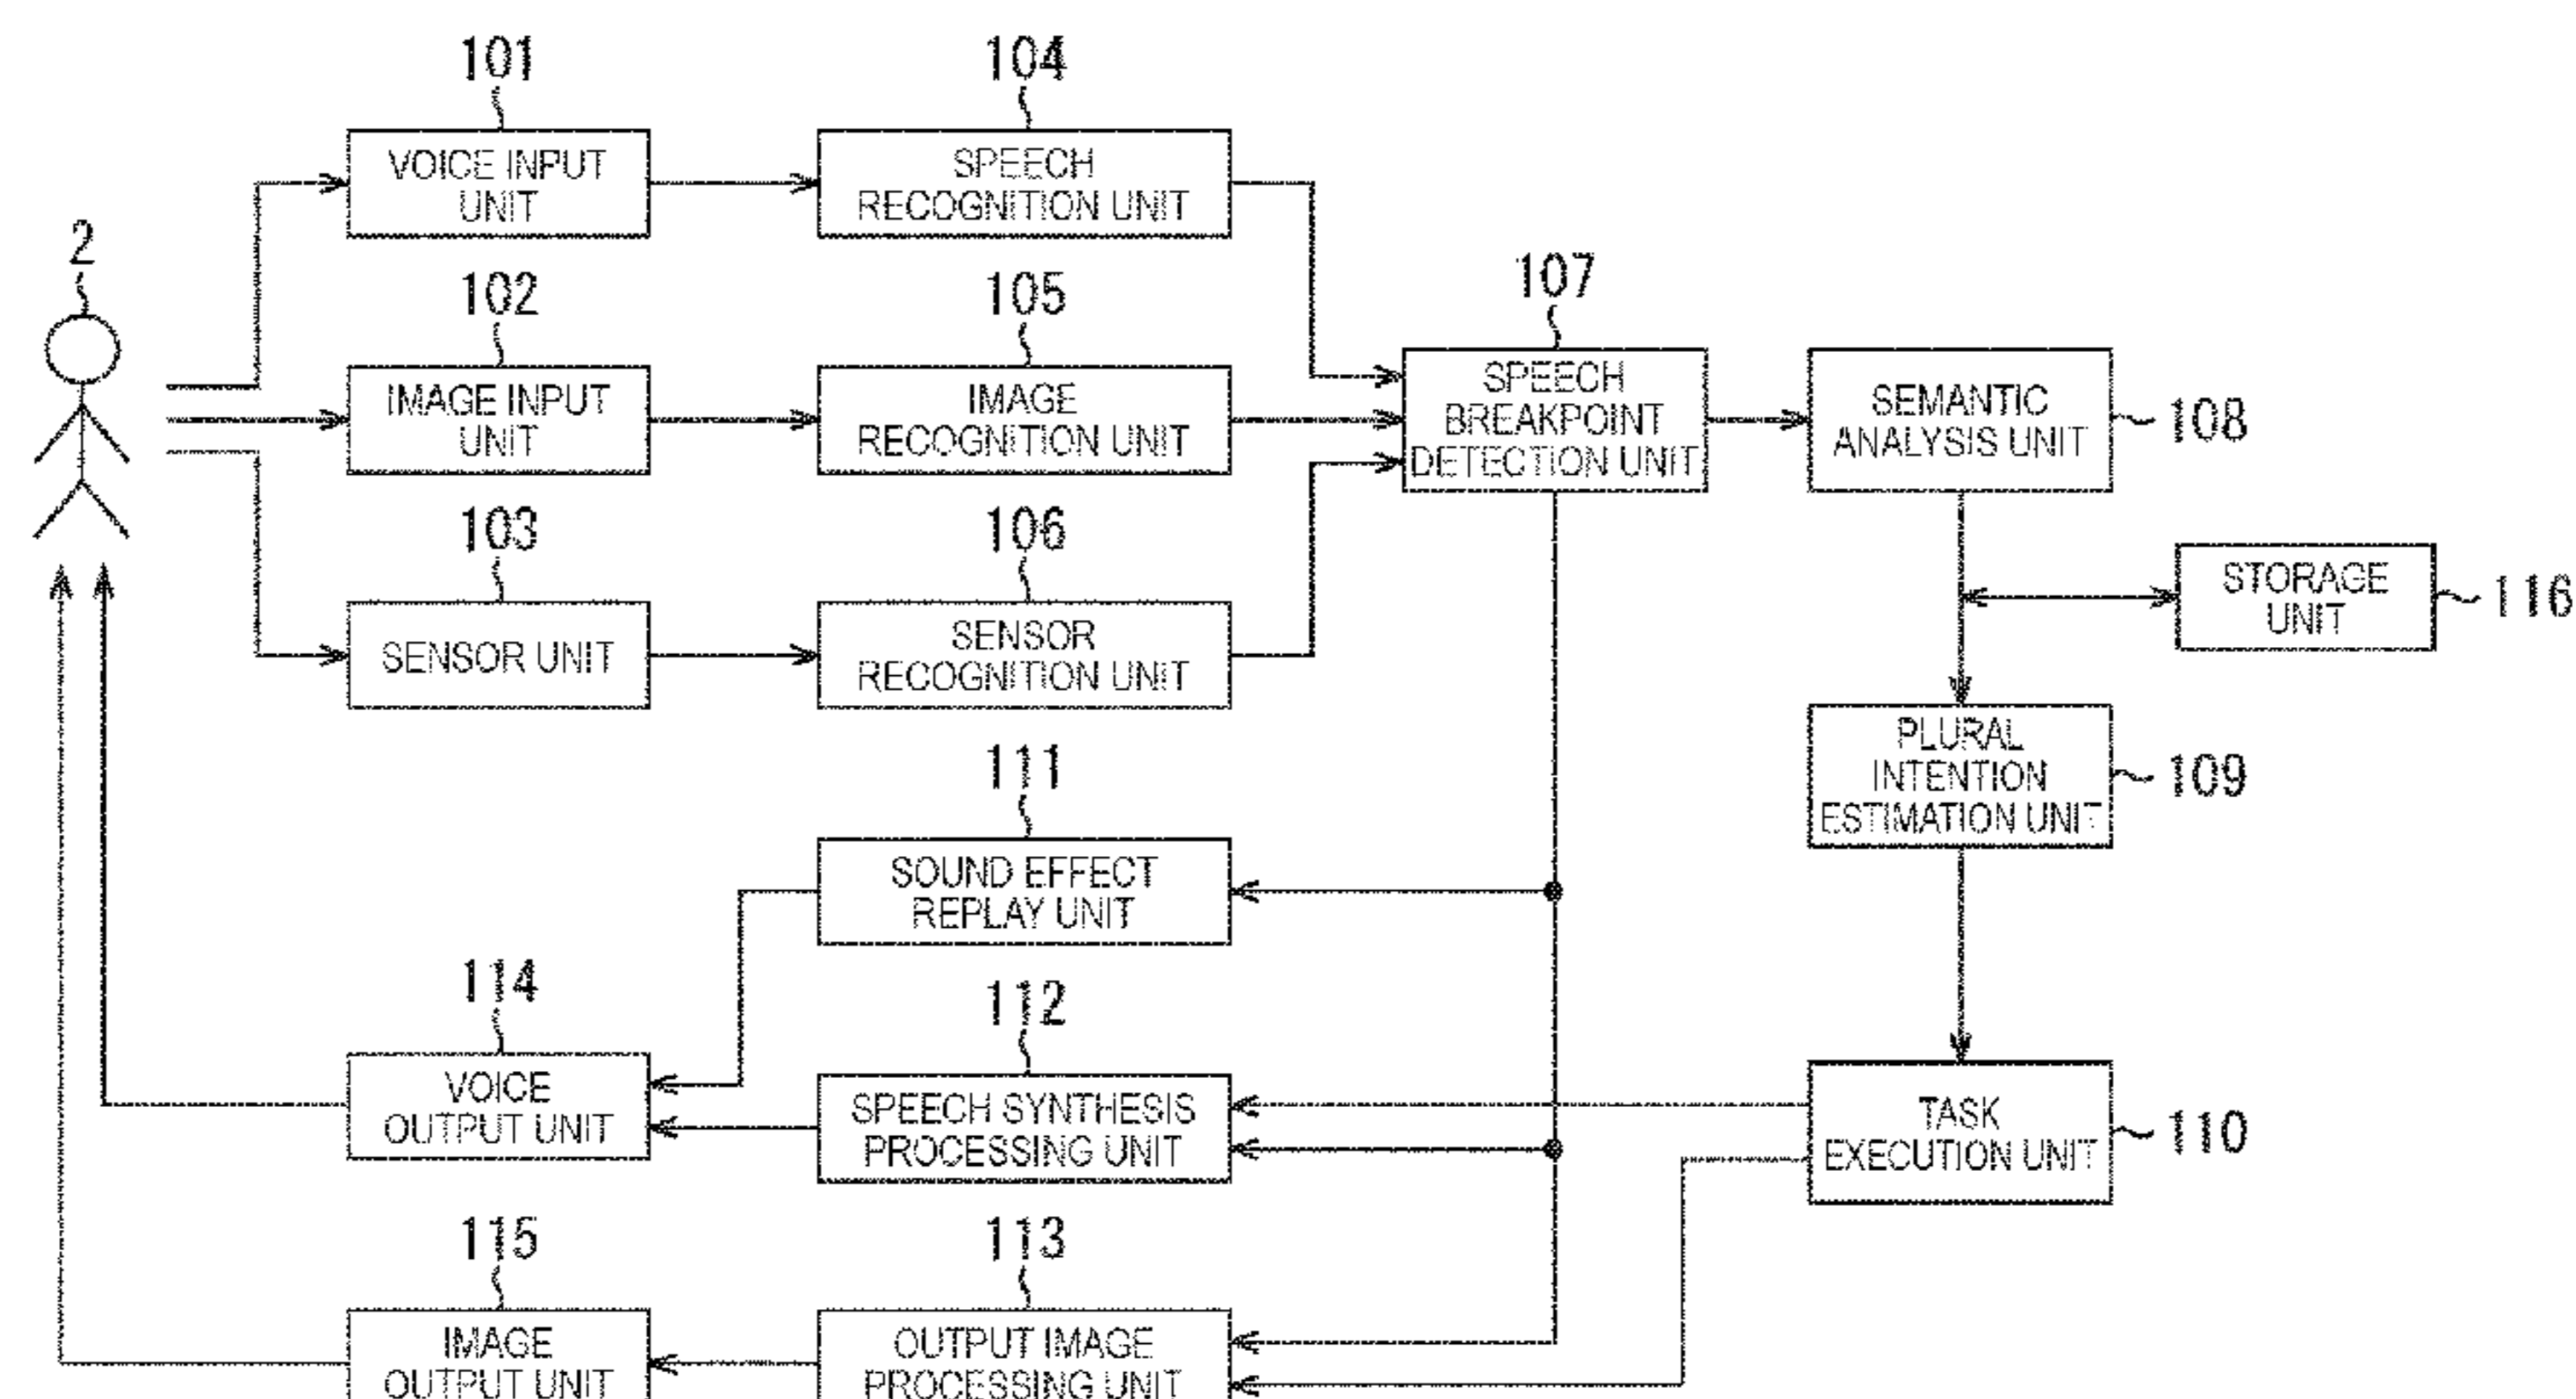 101
104
VOICE INPUT
UNIT
SPEECH
RECOGNITION UNIT
2
102
105
107
IMAGE INPUT
UNIT
IMAGE
RECOGNITION UNIT
SPEECH
BREAKPOINT
DETECTION UNIT
SEMANTIC
ANALYSIS UNIT
108
103
106
SENSOR UNIT
SENSOR
RECOGNITION UNIT
STORAGE
UNIT
116
PLURAL
INTENTION
ESTIMATION UNIT
109
111
SOUND EFFECT
REPLAY UNIT
114
112
VOICE
OUTPUT UNIT
SPEECH SYNTHESIS
PROCESSING UNIT
TASK
EXECUTION UNIT
110
115
113
IMAGE
OUTPUT UNIT
OUTPUT IMAGE
PROCESSING UNIT